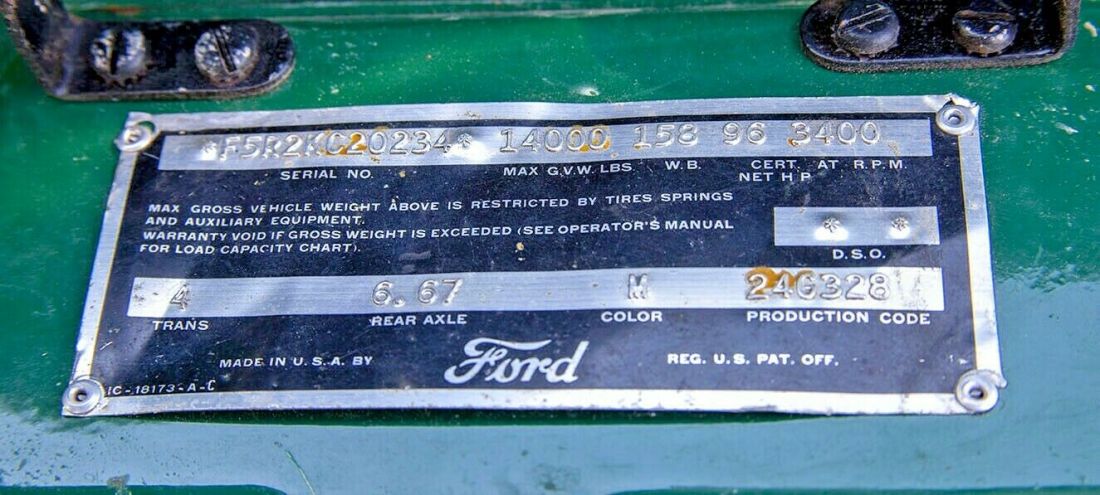 *F5R2KC20234* 14000 158 96 3400
SERIAL NO. MAX G.V.W. LBS. W.B. CERT. AT R.P.M.
NET H.P.
MAX GROSS VEHICLE WEIGHT ABOVE IS RESTRICTED BY TIRES SPRINGS
AND AUXILIARY EQUIPMENT.
WARRANTY VOID IF GROSS WEIGHT IS EXCEEDED (SEE OPERATOR'S MANUAL
FOR LOAD CAPACITY CHART).
* *
D.S.O.
4 6.67 M 24G328
TRANS REAR AXLE COLOR PRODUCTION CODE
MADE IN U.S.A. BY Ford REG. U.S. PAT. OFF.
IC-18173-A-C